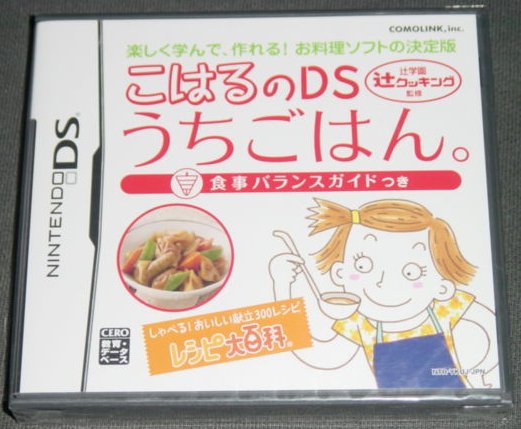 COMOLINK, inc.
楽しく学んで、作れる! お料理ソフトの決定版
こはるのDS
辻学園
辻クッキング
監修
うちごはん。
食事バランスガイドつき
NINTENDO DS
TM
しゃべる!おいしい献立300レシピ
レシピ大百科。
CERO
教育・
データ
ベース